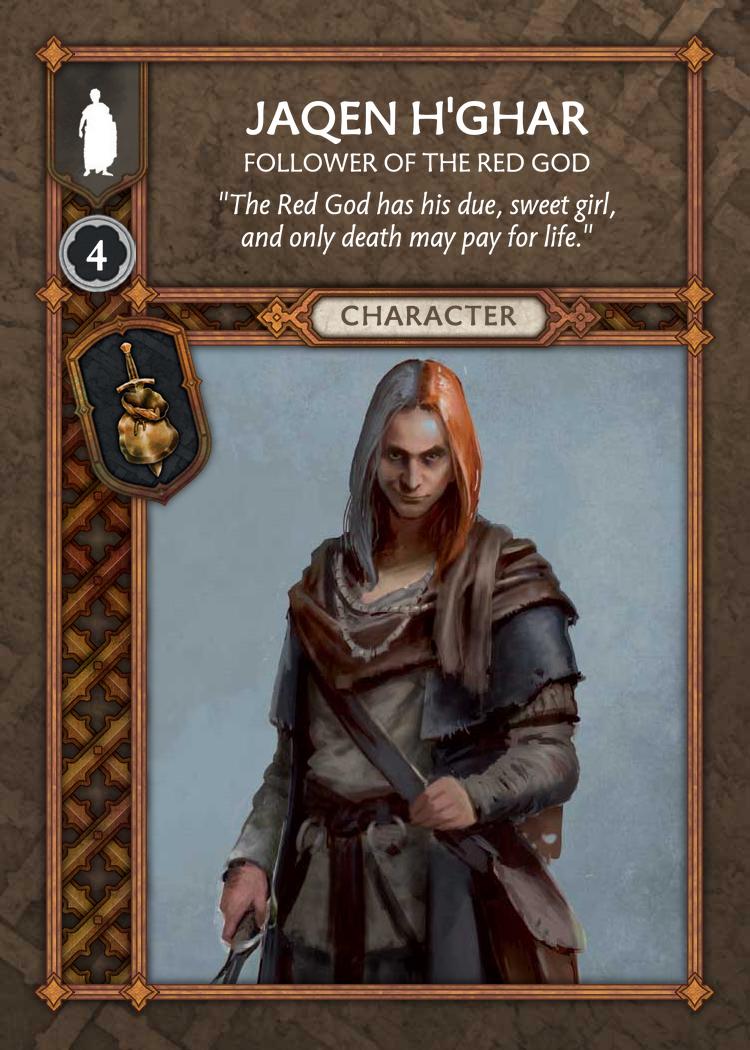 JAQEN H'GHAR
FOLLOWER OF THE RED GOD
"The Red God has his due, sweet girl,
and only death may pay for life."
4
CHARACTER